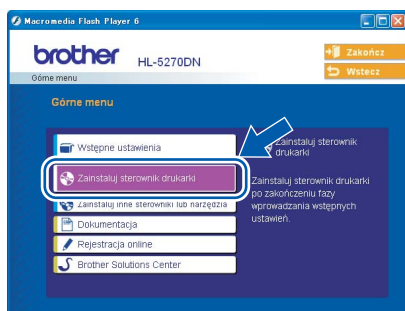 Macromedia Flash Player 6
brother HL-5270DN
Zakończ
Wstecz
Górne menu
Górne menu
Wstępne ustawienia
Zainstaluj sterownik drukarki
Zainstaluj inne sterowniki lub narzędzia
Dokumentacja
Rejestracja online
Brother Solutions Center
Zainstaluj sterownik
drukarki
Zainstaluj sterownik drukarki
po zakończeniu fazy
wprowadzania wstępnych
ustawień.